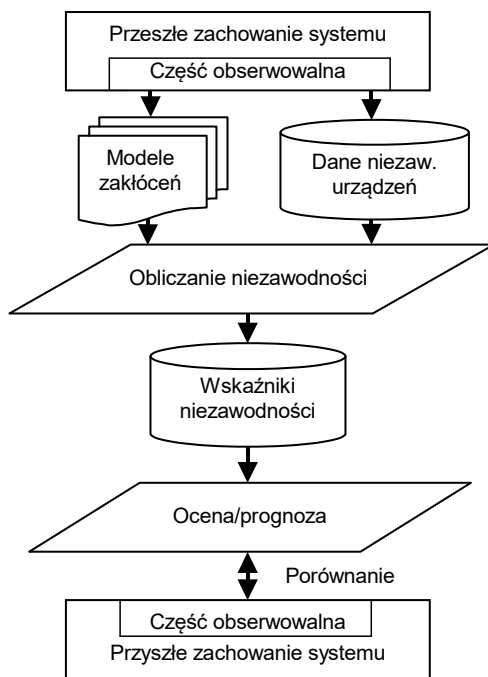 Przeszłe zachowanie systemu
Część obserwowalna
Modele
zakłóceń
Dane niezaw.
urządzeń
Obliczanie niezawodności
Wskaźniki
niezawodności
Ocena/prognoza
Porównanie
Część obserwowalna
Przyszłe zachowanie systemu